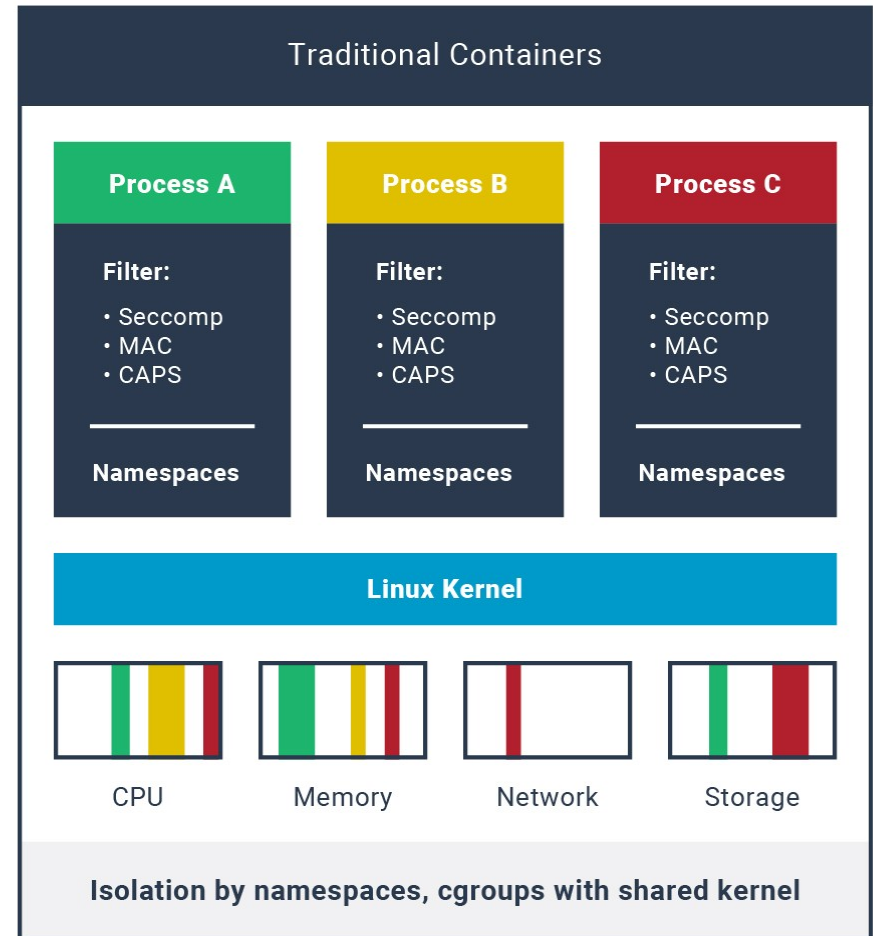 Traditional Containers
Process A
Filter:
• Seccomp
• MAC
• CAPS
Namespaces
Process B
Filter:
• Seccomp
• MAC
• CAPS
Namespaces
Process C
Filter:
• Seccomp
• MAC
• CAPS
Namespaces
Linux Kernel
CPU
Memory
Network
Storage
Isolation by namespaces, cgroups with shared kernel